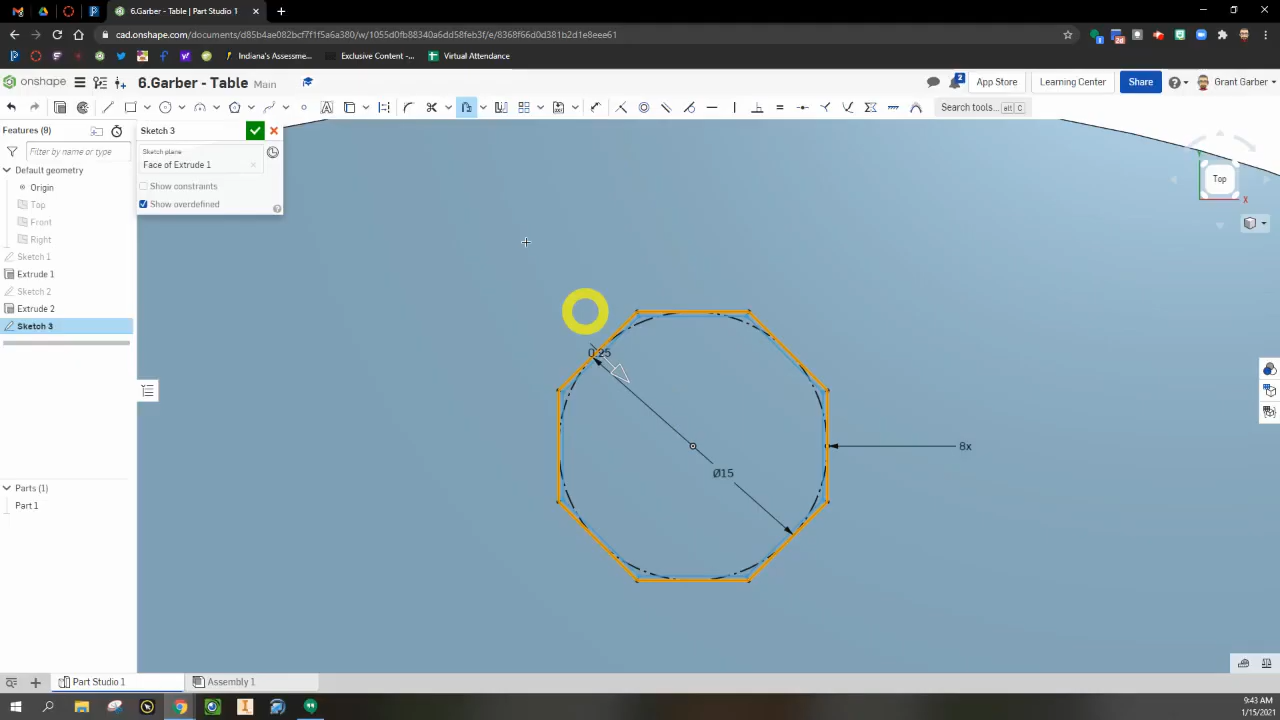 6.Garber - Table | Part Studio 1
cad.onshape.com/documents/d85b4ae082bcf7f1f5a6a380/w/1055d0fb88340a6dd58feb3f/e/8368f66d0d381b2d1e8eee61
Indiana's Assessme...
Exclusive Content -...
Virtual Attendance
onshape
6.Garber - Table
Main
2
App Store
Learning Center
Share
Grant Garber
Search tools...
alt C
Features (9)
Filter by name or type
Default geometry
Origin
Top
Front
Right
Sketch 1
Extrude 1
Sketch 2
Extrude 2
Sketch 3
Parts (1)
Part 1
Sketch 3
Sketch plane
Face of Extrude 1
Show constraints
Show overdefined
0.25
Ø15
8x
Top
X
Part Studio 1
Assembly 1
9:43 AM
1/15/2021